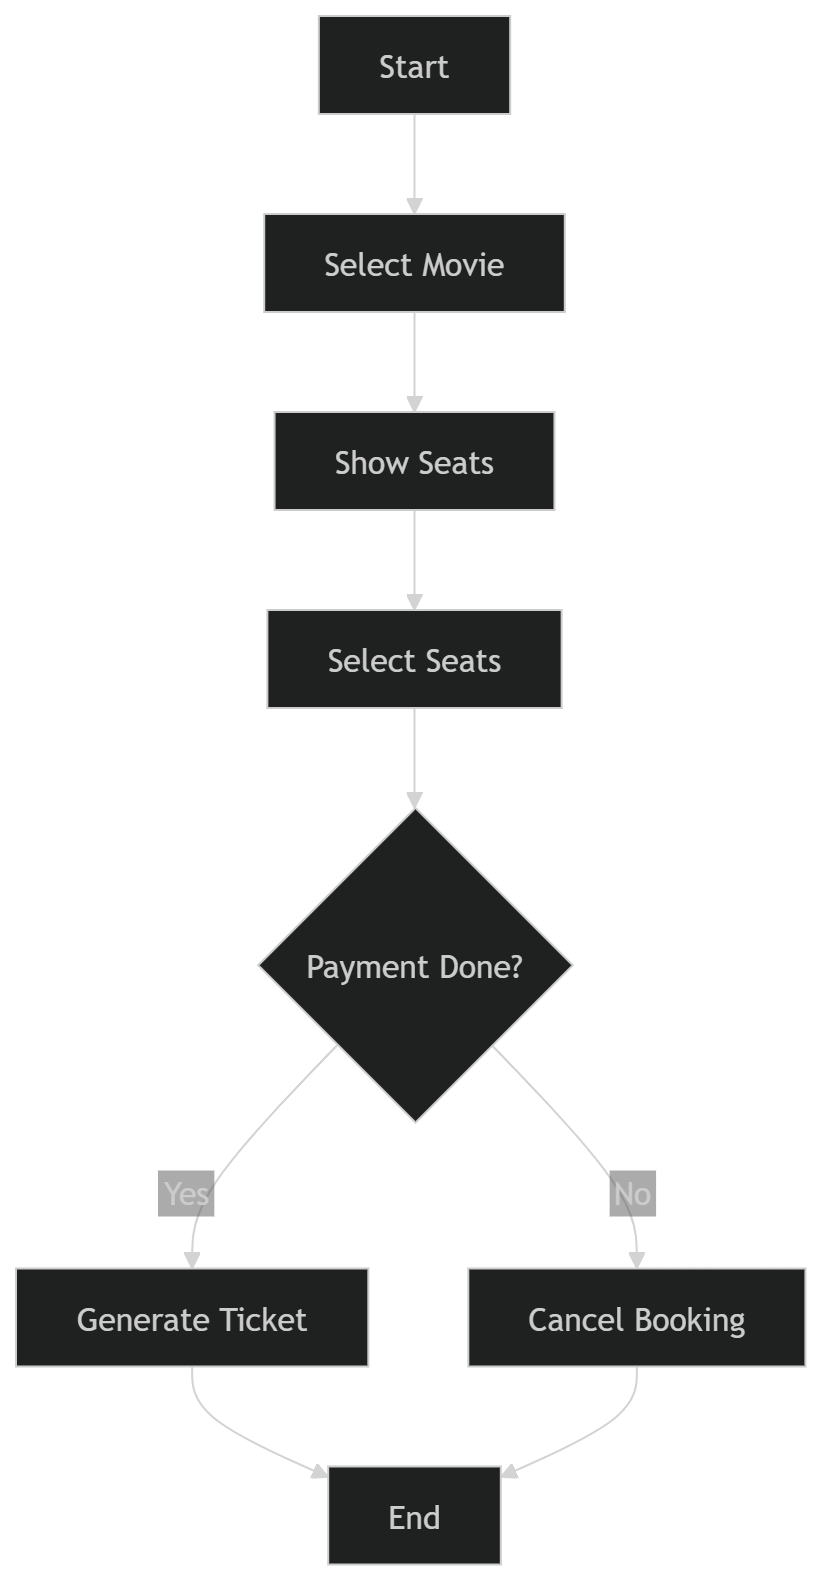 Start
Select Movie
Show Seats
Select Seats
Payment Done?
Yes
No
Generate Ticket
Cancel Booking
End